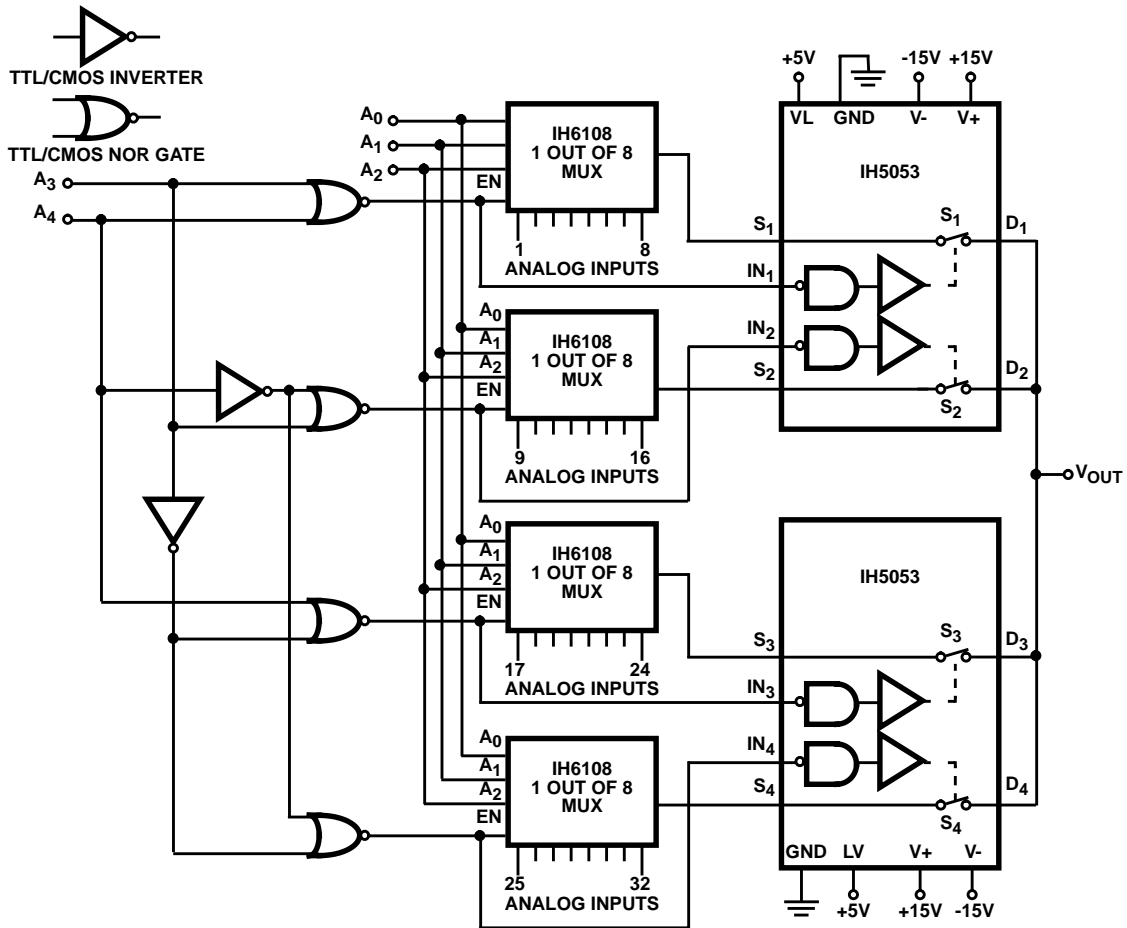 TTL/CMOS INVERTER
TTL/CMOS NOR GATE
A3
A4
A0
A1
A2
EN
IH6108
1 OUT OF 8
MUX
1
8
ANALOG INPUTS
A0
A1
A2
EN
IH6108
1 OUT OF 8
MUX
9
16
ANALOG INPUTS
A0
A1
A2
EN
IH6108
1 OUT OF 8
MUX
17
24
ANALOG INPUTS
A0
A1
A2
EN
IH6108
1 OUT OF 8
MUX
25
32
ANALOG INPUTS
+5V
-15V
+15V
VL
GND
V-
V+
IH5053
S1
S1
D1
IN1
IN2
S2
S2
D2
VOUT
IH5053
S3
S3
D3
IN3
IN4
S4
S4
D4
GND
LV
V+
V-
+5V
+15V
-15V